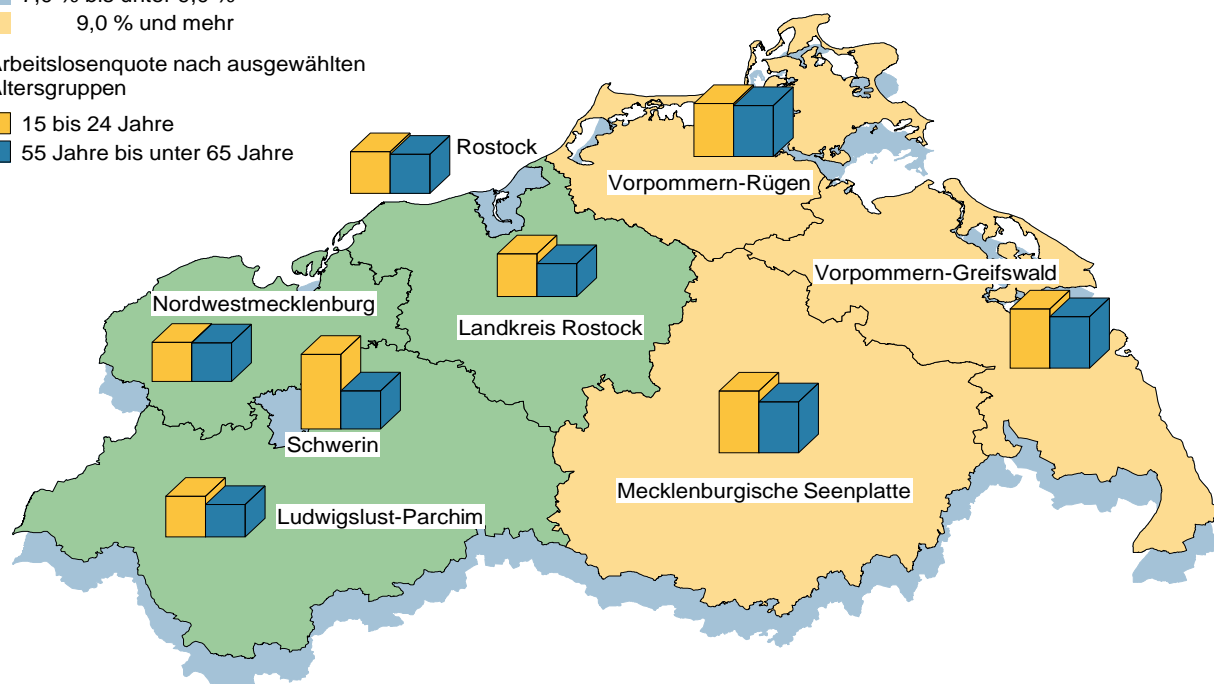 9,0 % und mehr
Arbeitslosenquote nach ausgewählten
Altersgruppen
15 bis 24 Jahre
55 Jahre bis unter 65 Jahre
Rostock
Vorpommern-Rügen
Vorpommern-Greifswald
Nordwestmecklenburg
Landkreis Rostock
Schwerin
Mecklenburgische Seenplatte
Ludwigslust-Parchim